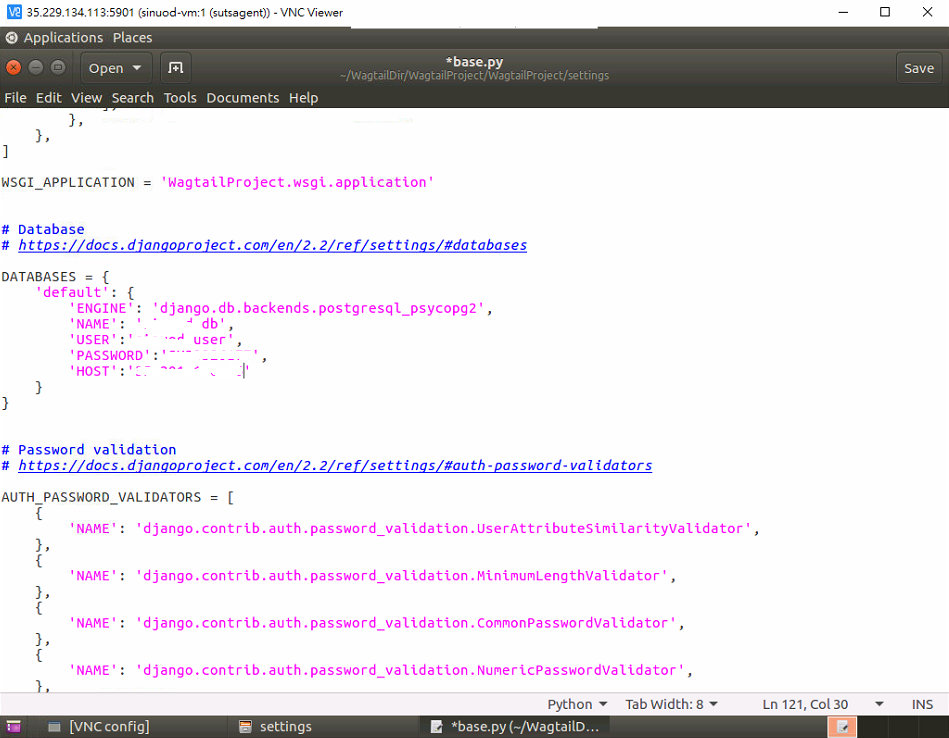 35.229.134.113:5901 (sinuod-vm:1 (sutsagent)) - VNC Viewer
Applications Places
Open
*base.py
~/WagtailDir/WagtailProject/WagtailProject/settings
Save
File Edit View Search Tools Documents Help
},
},
]
WSGI_APPLICATION = 'WagtailProject.wsgi.application'
# Database
# https://docs.djangoproject.com/en/2.2/ref/settings/#databases
DATABASES = {
'default': {
'ENGINE': 'django.db.backends.postgresql_psycopg2',
'NAME': ' db',
'USER':' user',
'PASSWORD':' ',
'HOST':' '
}
}
# Password validation
# https://docs.djangoproject.com/en/2.2/ref/settings/#auth-password-validators
AUTH_PASSWORD_VALIDATORS = [
{
'NAME': 'django.contrib.auth.password_validation.UserAttributeSimilarityValidator',
},
{
'NAME': 'django.contrib.auth.password_validation.MinimumLengthValidator',
},
{
'NAME': 'django.contrib.auth.password_validation.CommonPasswordValidator',
},
{
'NAME': 'django.contrib.auth.password_validation.NumericPasswordValidator',
},
Python Tab Width: 8 Ln 121, Col 30 INS
[VNC config] settings *base.py (~/WagtailD…